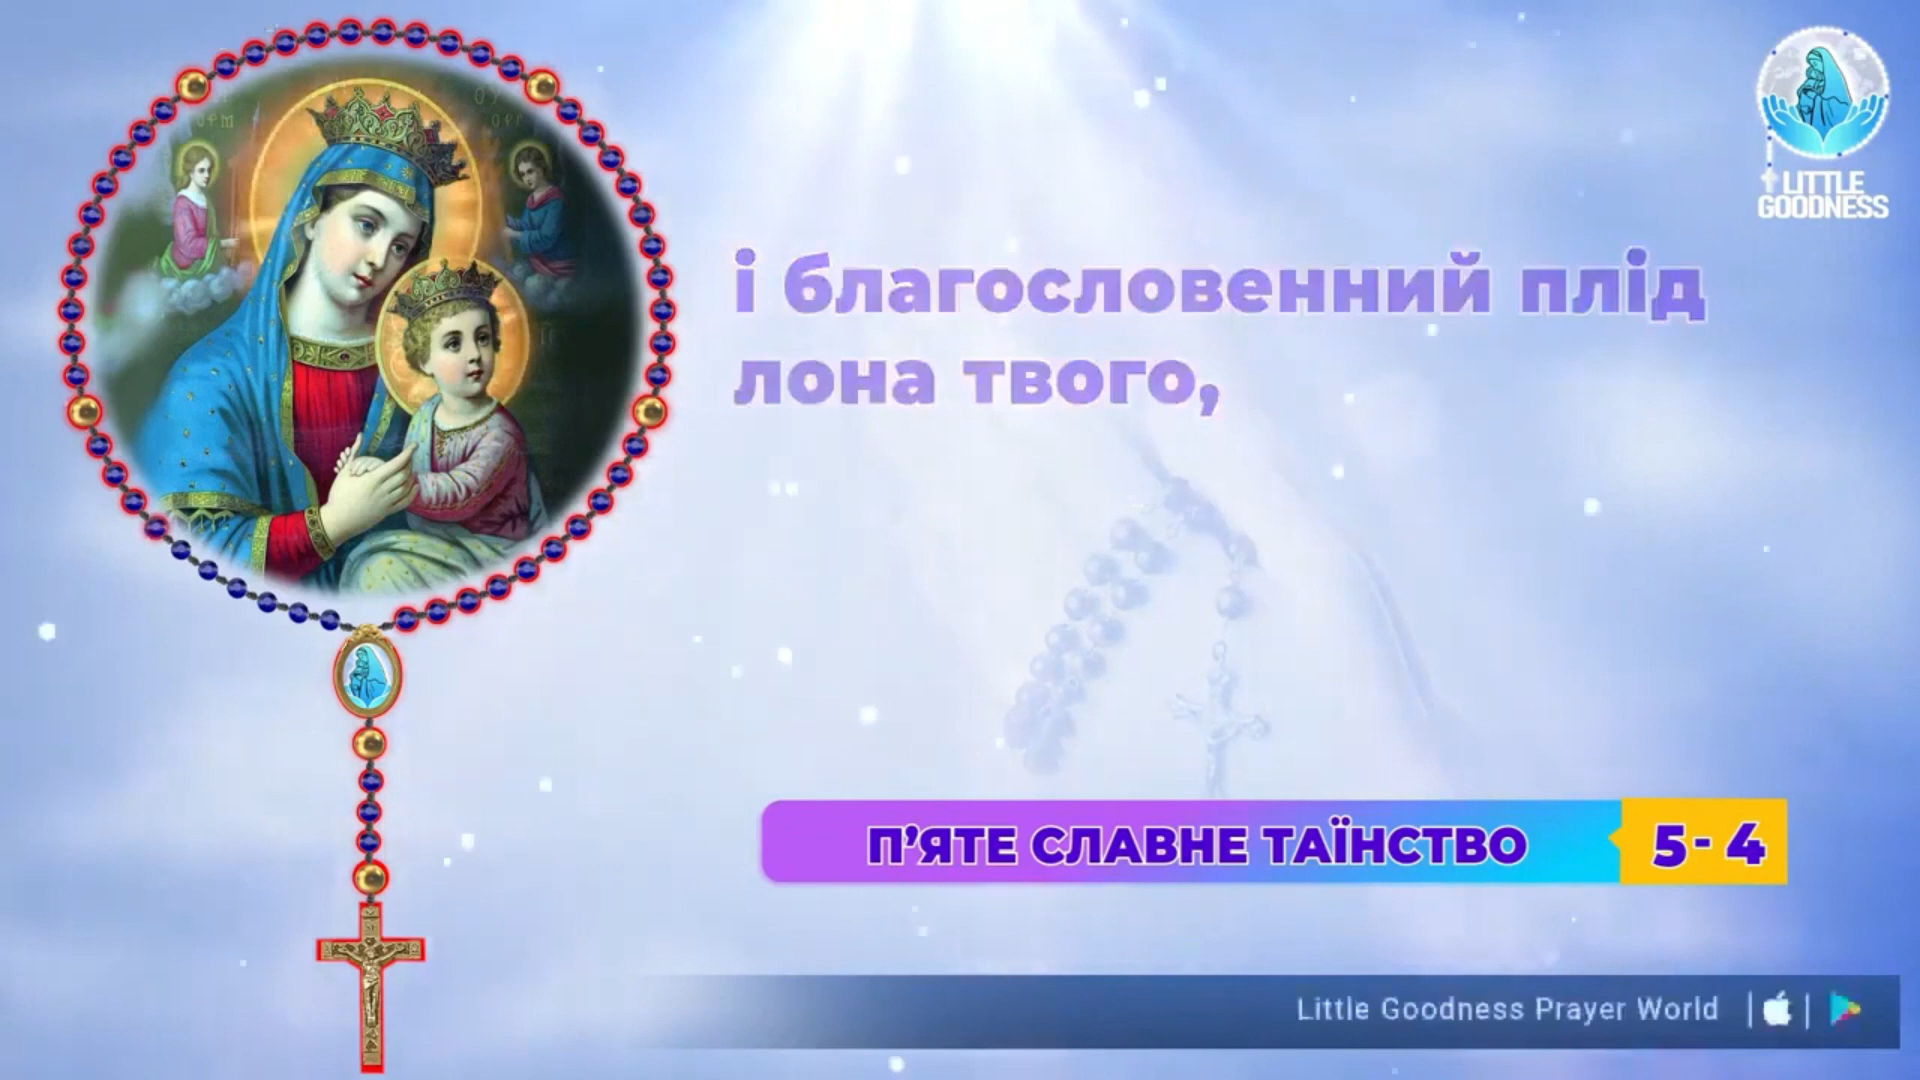 LITTLE
GOODNESS
і благословенний плід
лона твого,
П’ЯТЕ СЛАВНЕ ТАЇНСТВО
5 - 4
Little Goodness Prayer World